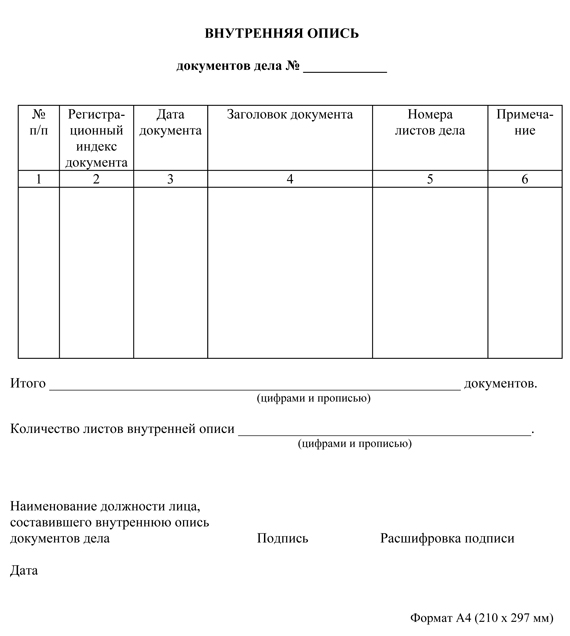 ВНУТРЕННЯЯ ОПИСЬ
документов дела № ____________
№ п/п
Регистра-
ционный
индекс
документа
Дата
документа
Заголовок документа
Номера
листов дела
Примеча-
ние
1 2 3 4 5 6
Итого ____________________________________________________________ документов.
(цифрами и прописью)
Количество листов внутренней описи ___________________________________________.
(цифрами и прописью)
Наименование должности лица,
составившего внутреннюю опись
документов дела Подпись Расшифровка подписи
Дата
Формат А4 (210 х 297 мм)